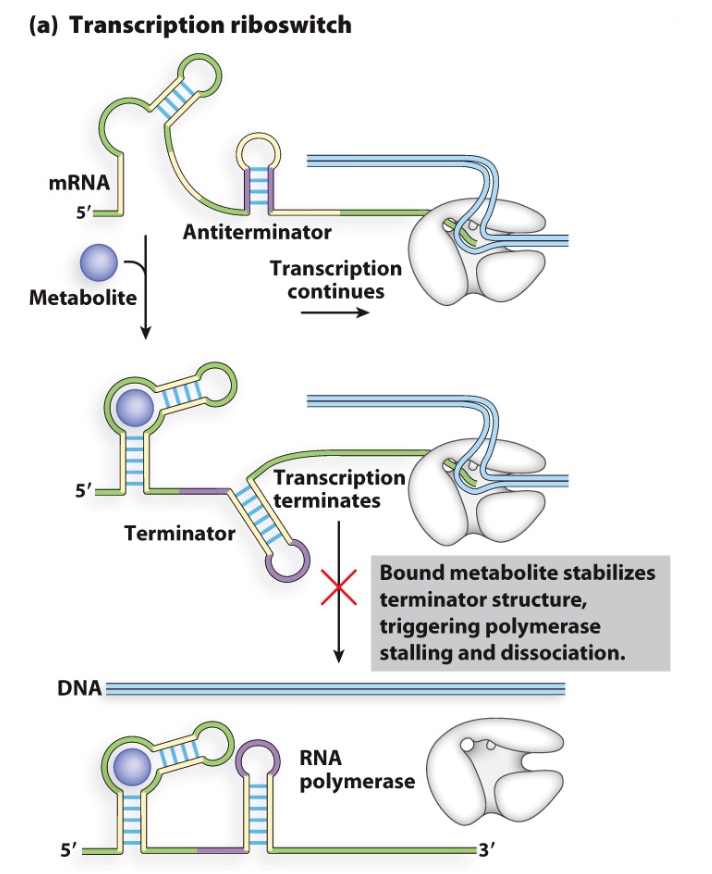 (a) Transcription riboswitch
mRNA
5′
Antiterminator
Metabolite
Transcription
continues
5′
Transcription
terminates
Terminator
Bound metabolite stabilizes
terminator structure,
triggering polymerase
stalling and dissociation.
DNA
RNA
polymerase
5′
3′